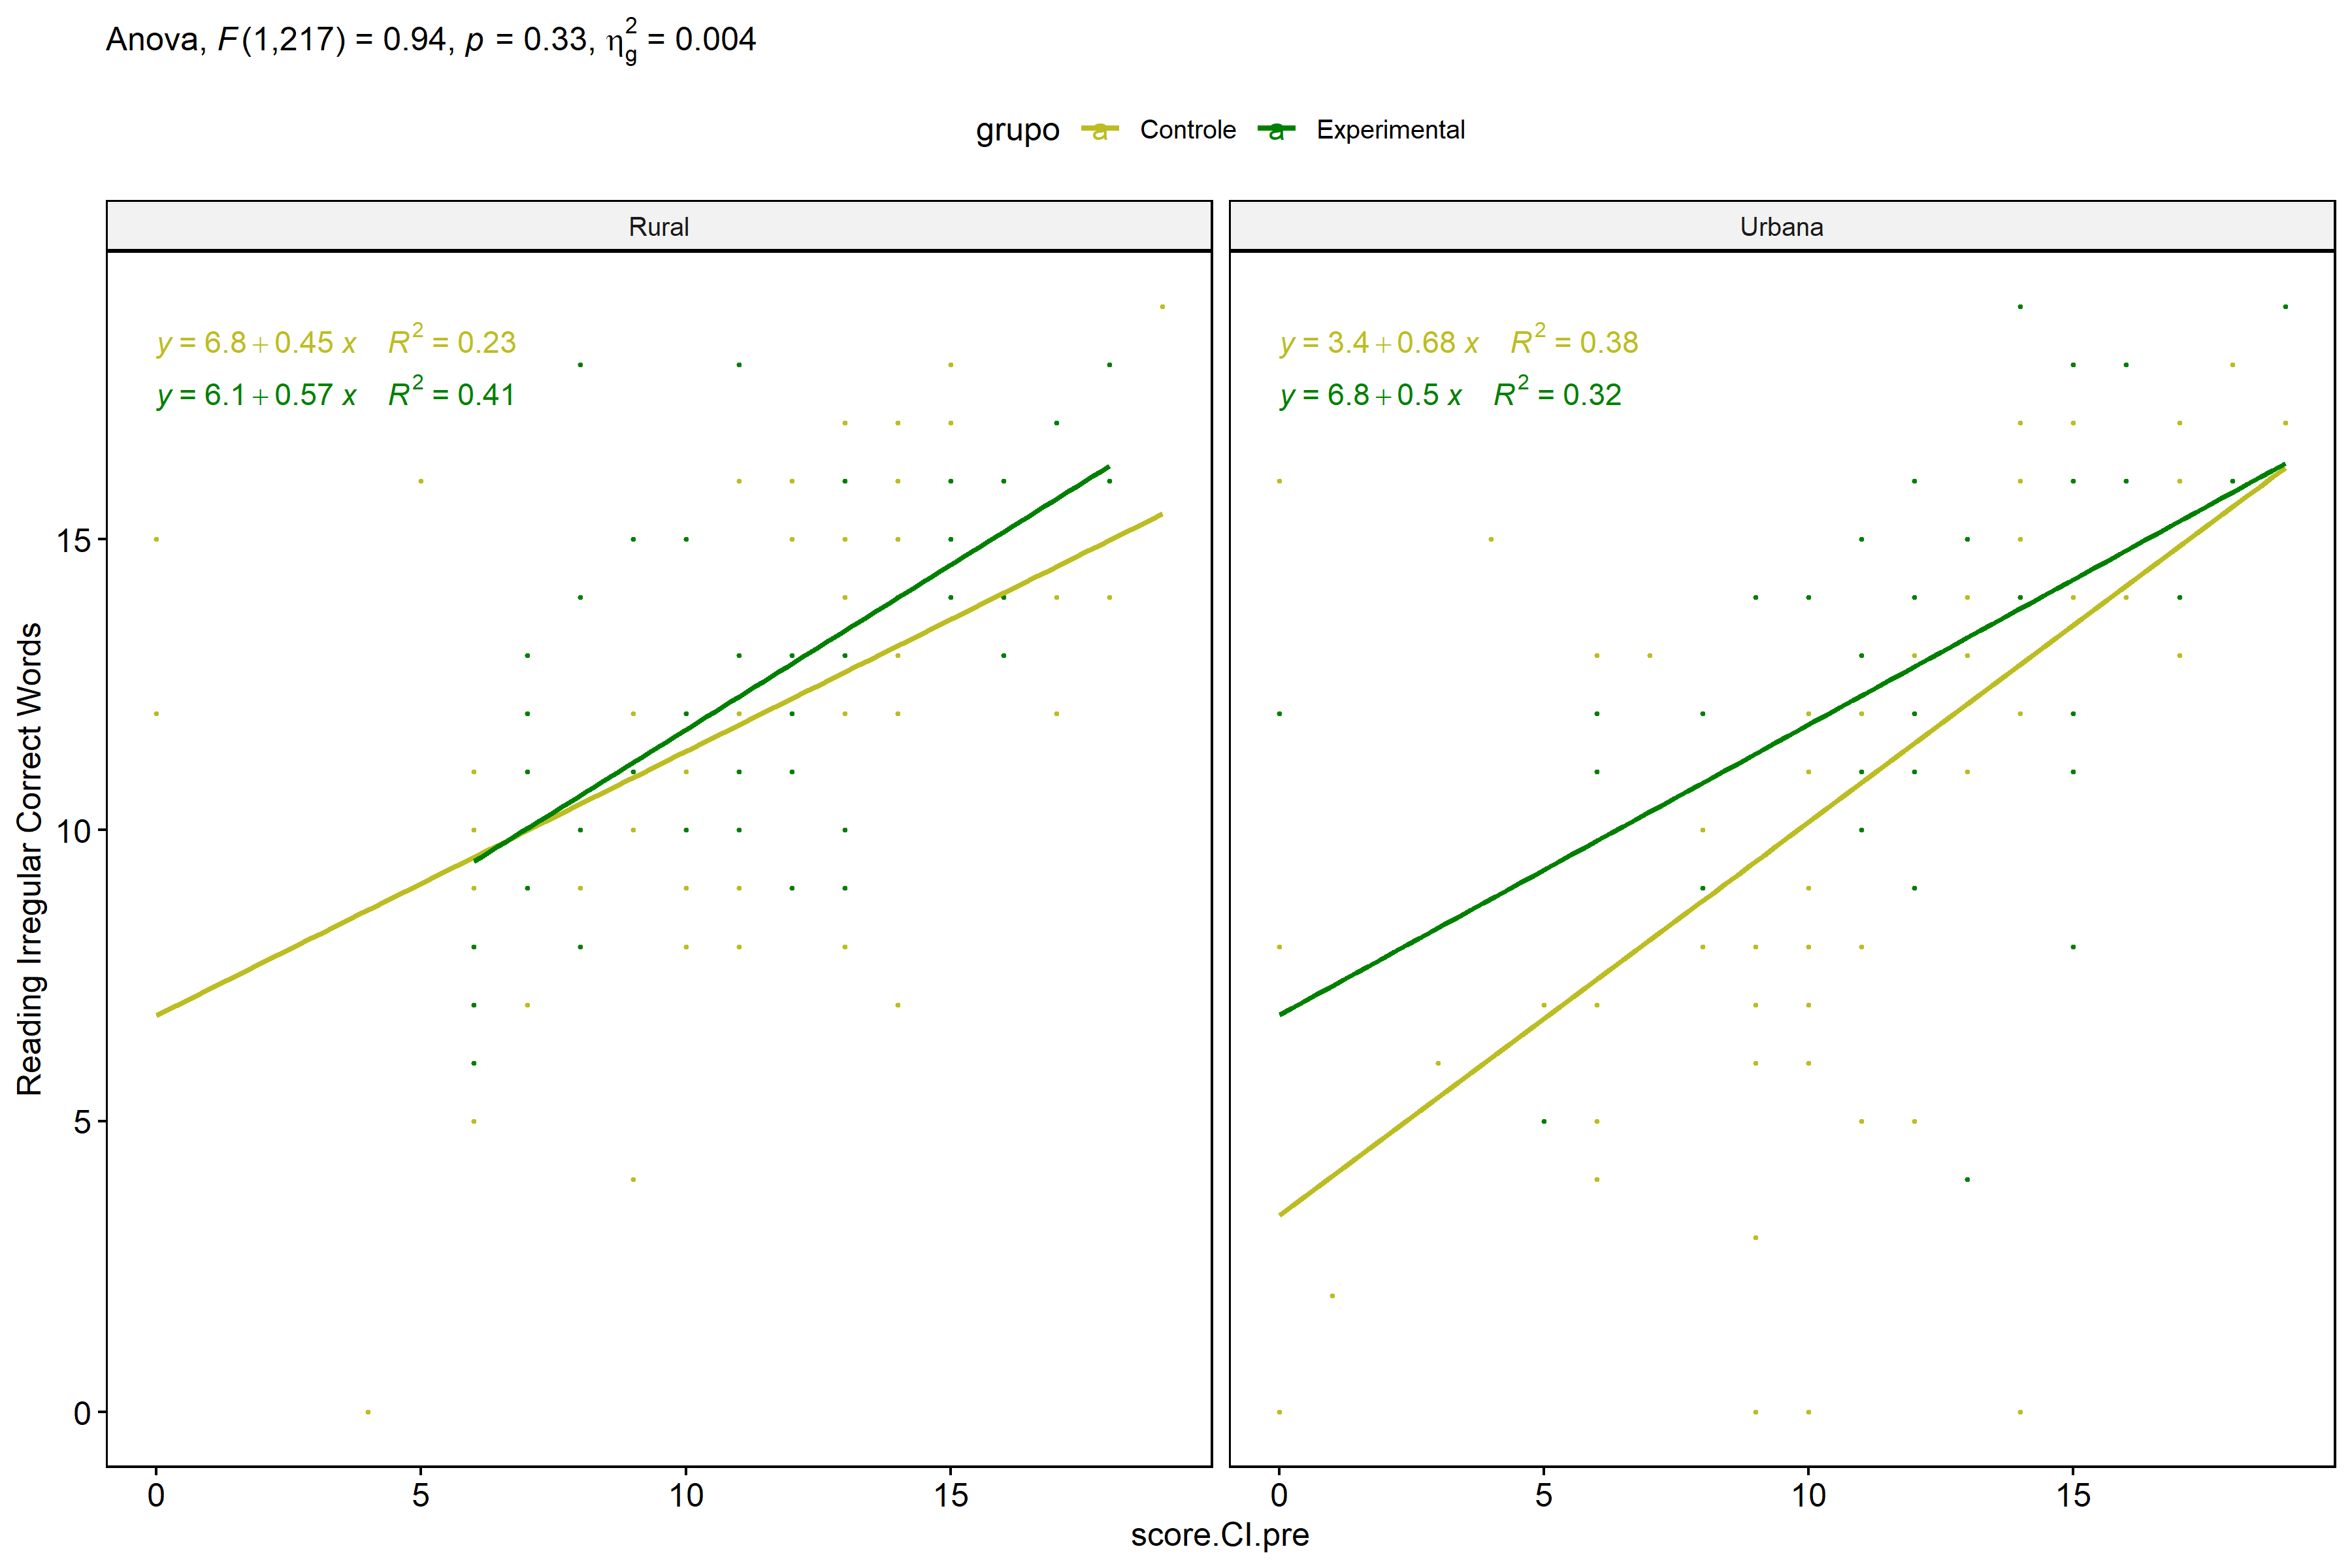 Anova, F(1,217) = 0.94, p = 0.33, η²g = 0.004
grupo a Controle a Experimental
Rural
Urbana
y = 6.8 + 0.45 x R² = 0.23
y = 6.1 + 0.57 x R² = 0.41
y = 3.4 + 0.68 x R² = 0.38
y = 6.8 + 0.5 x R² = 0.32
Reading Irregular Correct Words
15
10
5
0
0 5 10 15
0 5 10 15
score.CI.pre